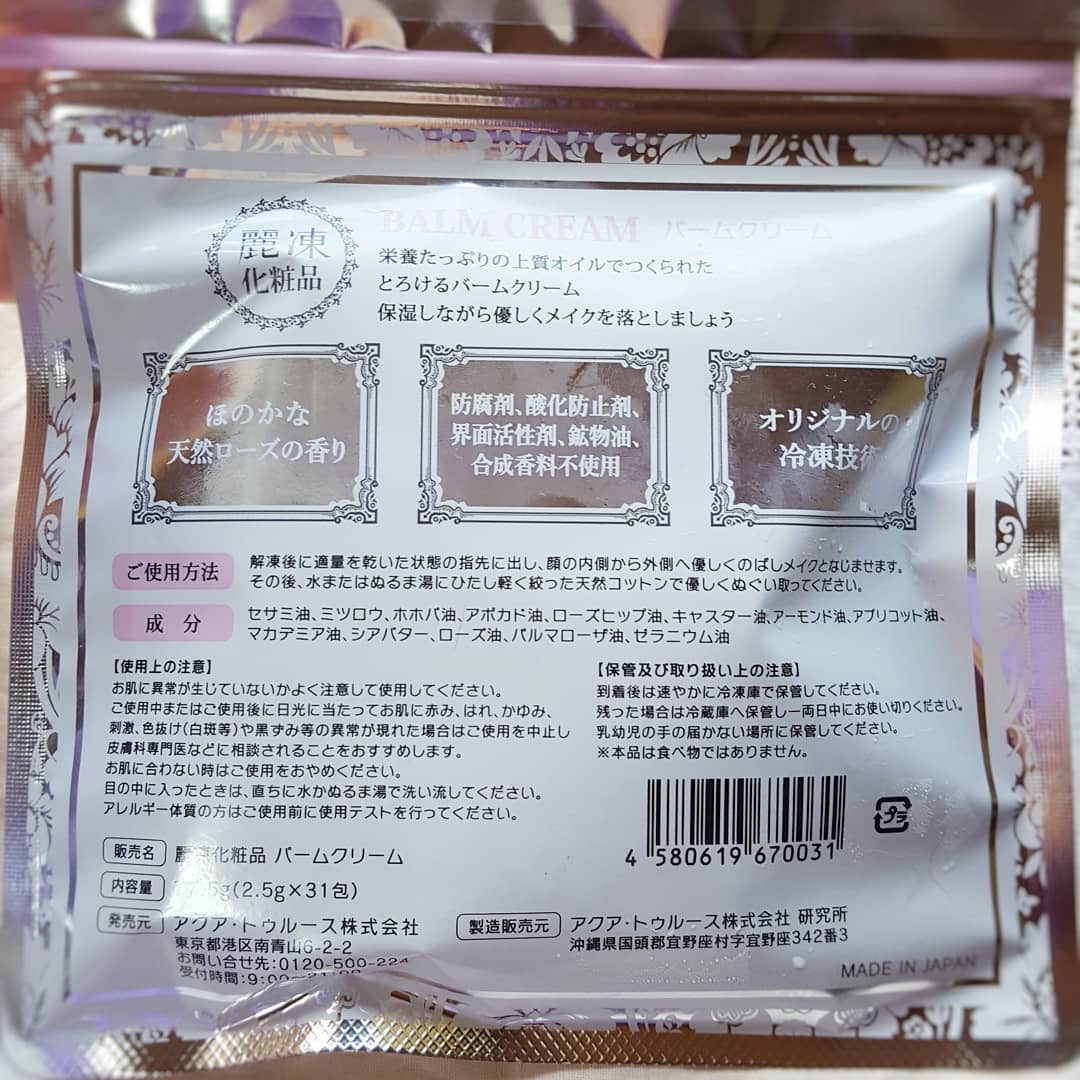 麗凍
化粧品
BALM CREAM バームクリーム
栄養たっぷりの上質オイルでつくられた
とろけるバームクリーム
保湿しながら優しくメイクを落としましょう
ほのかな
天然ローズの香り
防腐剤、酸化防止剤、
界面活性剤、鉱物油、
合成香料不使用
オリジナルの
冷凍技術
ご使用方法
解凍後に適量を乾いた状態の指先に出し、顔の内側から外側へ優しくのばしメイクとなじませます。
その後、水またはぬるま湯にひたし軽く絞った天然コットンで優しくぬぐい取ってください。
成 分
セサミ油、ミツロウ、ホホバ油、アボカド油、ローズヒップ油、キャスター油、アーモンド油、アプリコット油、
マカデミア油、シアバター、ローズ油、パルマローザ油、ゼラニウム油
【使用上の注意】
お肌に異常が生じていないかよく注意して使用してください。
ご使用中またはご使用後に日光に当たってお肌に赤み、はれ、かゆみ、
刺激、色抜け(白斑等)や黒ずみ等の異常が現れた場合はご使用を中止し
皮膚科専門医などに相談されることをおすすめします。
お肌に合わない時はご使用をおやめください。
目の中に入ったときは、直ちに水かぬるま湯で洗い流してください。
アレルギー体質の方はご使用前に使用テストを行ってください。
【保管及び取り扱い上の注意】
到着後は速やかに冷凍庫で保管してください。
残った場合は冷蔵庫へ保管し一両日中にお使い切りください。
乳幼児の手の届かない場所に保管してください。
※本品は食べ物ではありません。
4 580619 670031
プラ
販売名 麗凍化粧品 バームクリーム
内容量 .5g(2.5g×31包)
発売元 アクア・トゥルース株式会社
東京都港区南青山6-2-2
お問い合せ先:0120-500-224
受付時間:9:00
製造販売元 アクア・トゥルース株式会社 研究所
沖縄県国頭郡宜野座村字宜野座342番3
MADE IN JAPAN